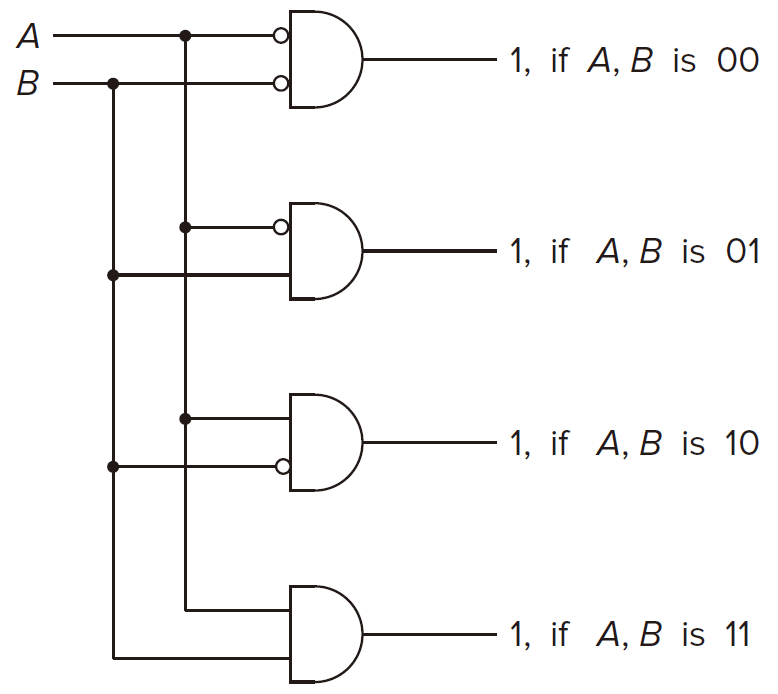 A
B
1, if A, B is 00
1, if A, B is 01
1, if A, B is 10
1, if A, B is 11